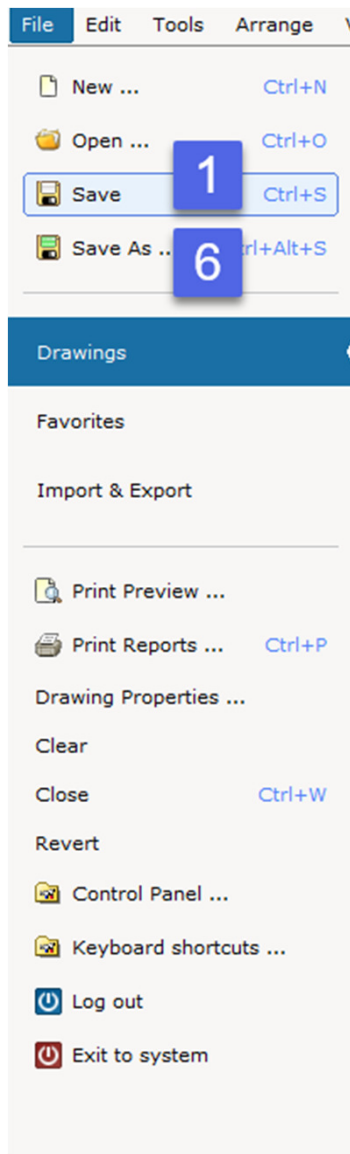 File Edit Tools Arrange
New ... Ctrl+N
Open ... Ctrl+O
1
Save Ctrl+S
Save As .. 6 rl+Alt+S
Drawings
Favorites
Import & Export
Print Preview ...
Print Reports ... Ctrl+P
Drawing Properties ...
Clear
Close Ctrl+W
Revert
Control Panel ...
Keyboard shortcuts ...
Log out
Exit to system